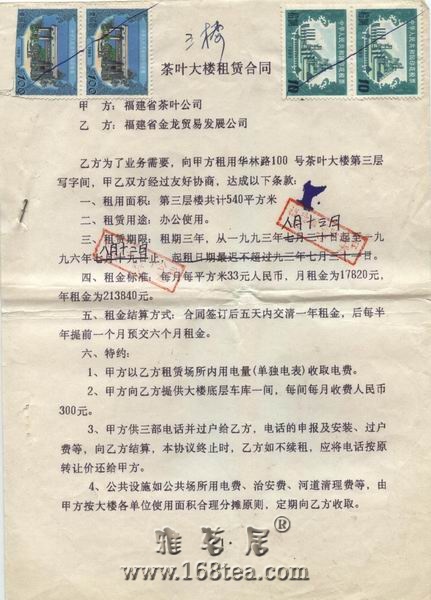 三楼
茶叶大楼租赁合同
甲 方：福建省茶叶公司
乙 方：福建省金龙贸易发展公司
乙方为了业务需要，向甲方租用华林路100 号茶叶大楼第三层
写字间，甲乙双方经过友好协商，达成以下条款：
一、租用面积：第三层楼共计540平方米
八月十三日
二、租赁用途：办公使用。
三、租赁期限：租期三年，从一九九三年七月三十日起至一九
八月十二日
九六年七月十九日止。起租日期最迟不超过九三年七月三十一日。
四、租金标准：每月每平方米33元人民币，月租金为17820元，
年租金为213840元。
五、租金结算方式：合同签订后五天内交清一年租金，后每半
年提前一个月预交六个月租金。
六、特约：
1、甲方以乙方租赁场所内用电量(单独电表)收取电费。
2、甲方向乙方提供大楼底层车库一间，每间每月收费人民币
300元。
3、甲方供三部电话并过户给乙方，电话的申报及安装、过户
费等，向乙方结算，本协议终止时，乙方如不续租，应将电话按原
转让价还给甲方。
4、公共设施如公共场所用电费、治安费、河道清理费等，由
甲方按大楼各单位使用面积合理分摊原则，定期向乙方收取。
雅茗居®
www.168tea.com